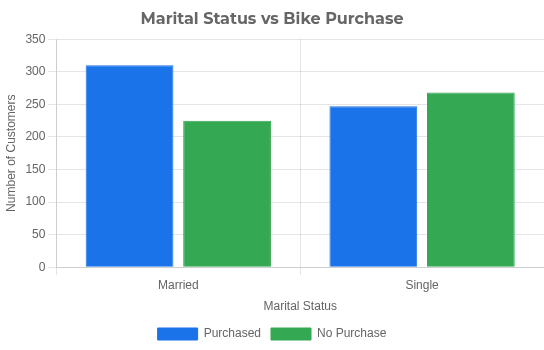 Marital Status vs Bike Purchase
350
300
250
200
150
100
50
0
Number of Customers
Married Single
Marital Status
Purchased No Purchase